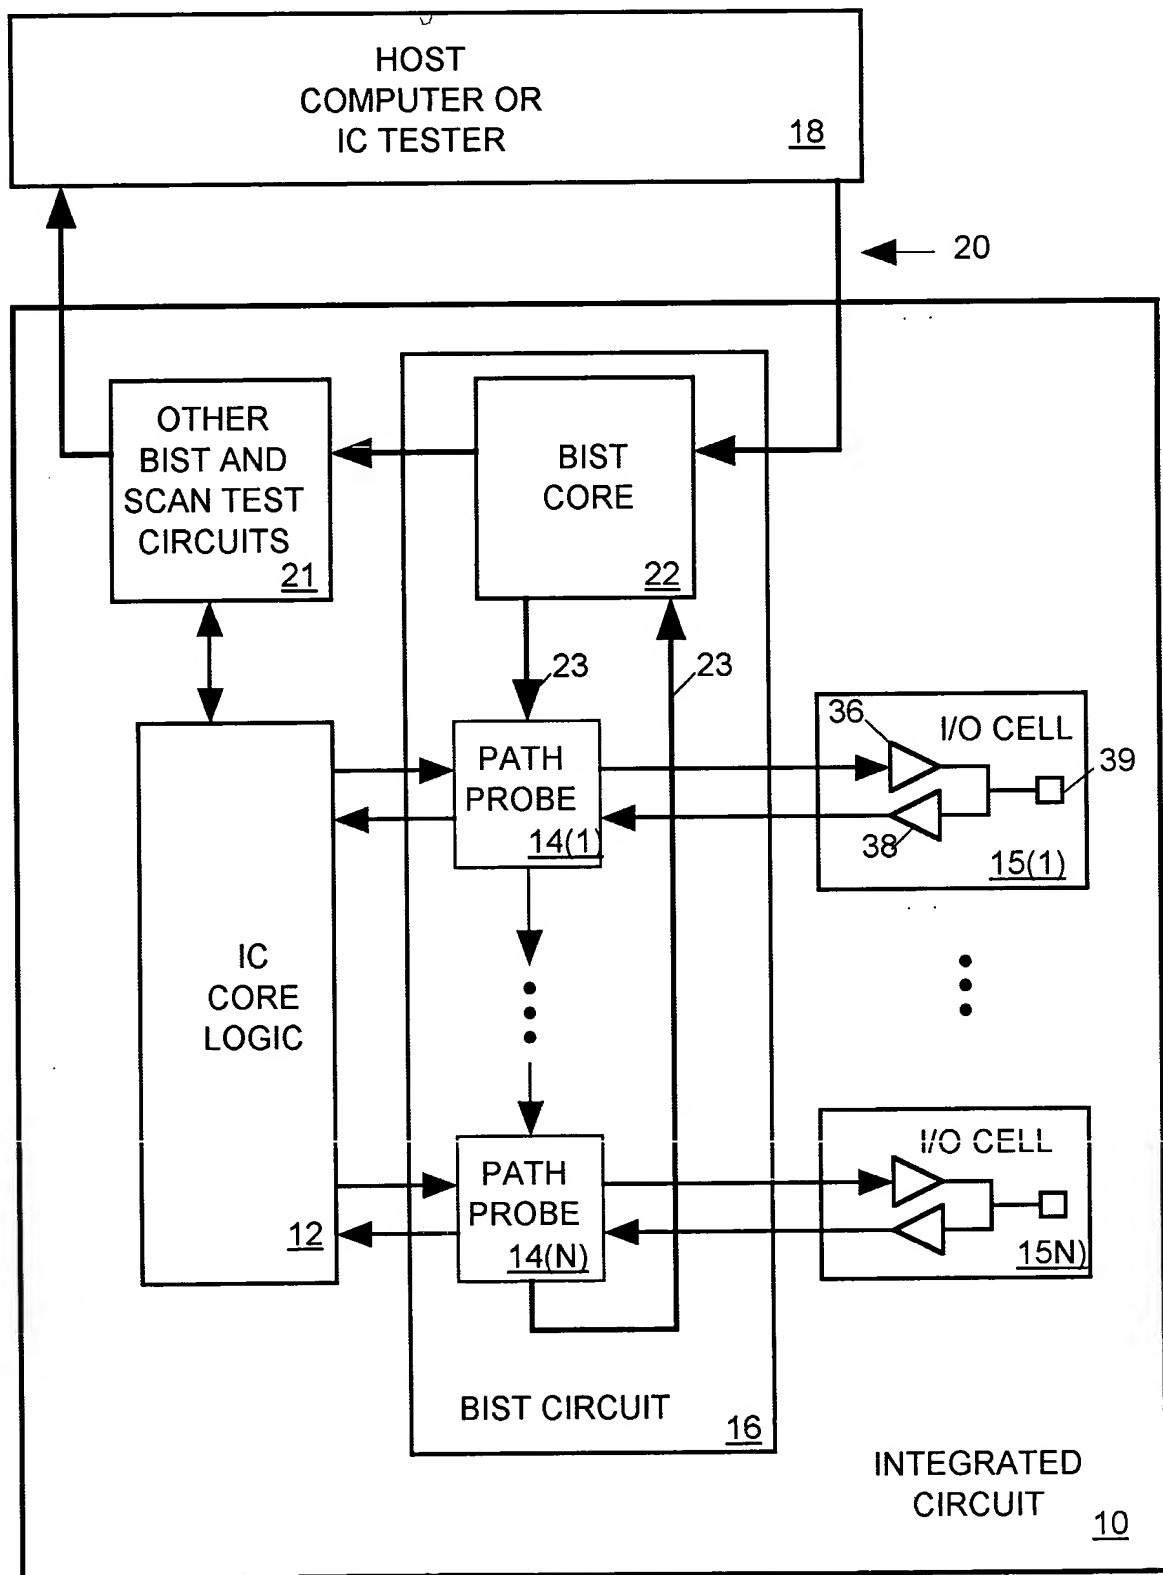 HOST
COMPUTER OR
IC TESTER
18
20
OTHER
BIST AND
SCAN TEST
CIRCUITS
21
BIST
CORE
22
23
23
PATH
PROBE
14(1)
36
I/O CELL
39
38
15(1)
IC
CORE
LOGIC
12
PATH
PROBE
14(N)
I/O CELL
15N)
BIST CIRCUIT
16
INTEGRATED
CIRCUIT
10